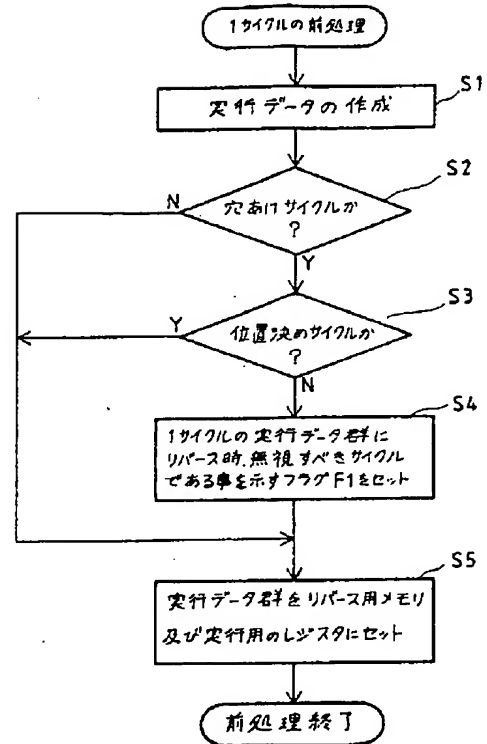 1サイクルの前処理
S1
実行データの作成
S2
N
穴あけサイクルか
?
Y
S3
Y
位置決めサイクルか
?
N
S4
1サイクルの実行データ群に
リバース時、無視すべきサイクル
である事を示すフラグF1をセット
S5
実行データ群をリバース用メモリ
及び実行用のレジスタにセット
前処理終了